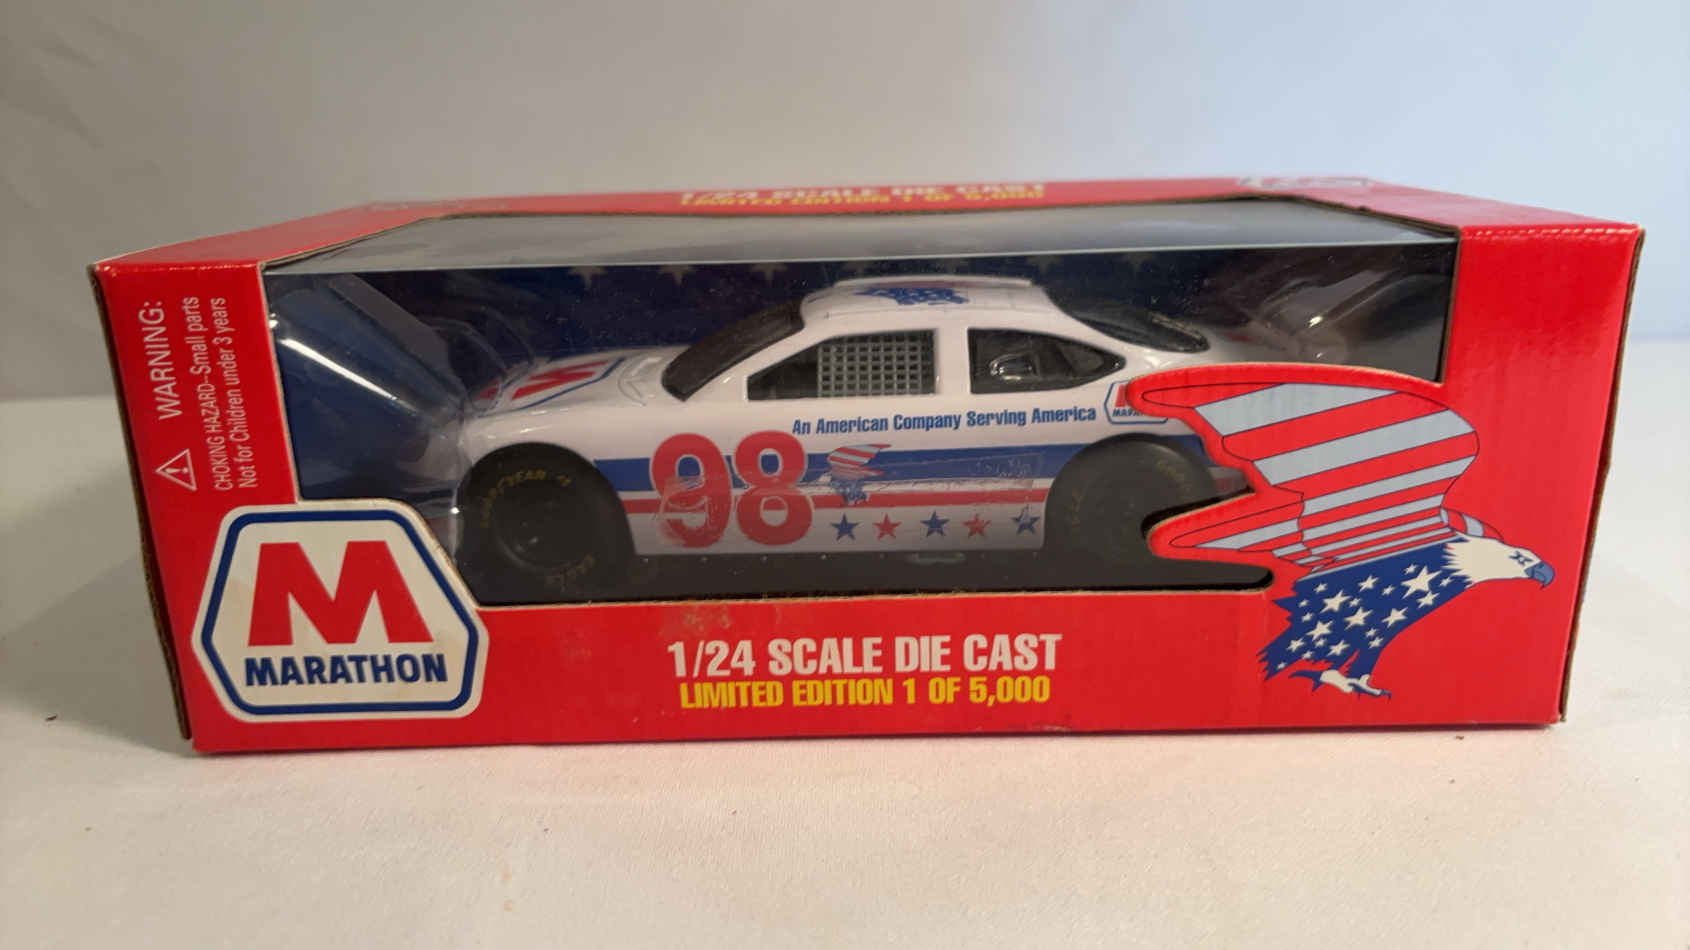 1/24 SCALE DIE CAST
LIMITED EDITION 1 OF 5,000
WARNING:
CHOKING HAZARD--Small parts
Not for Children under 3 years
M
An American Company Serving America
98
GOODYEAR
EAGLE
M
MARATHON
1/24 SCALE DIE CAST
LIMITED EDITION 1 OF 5,000